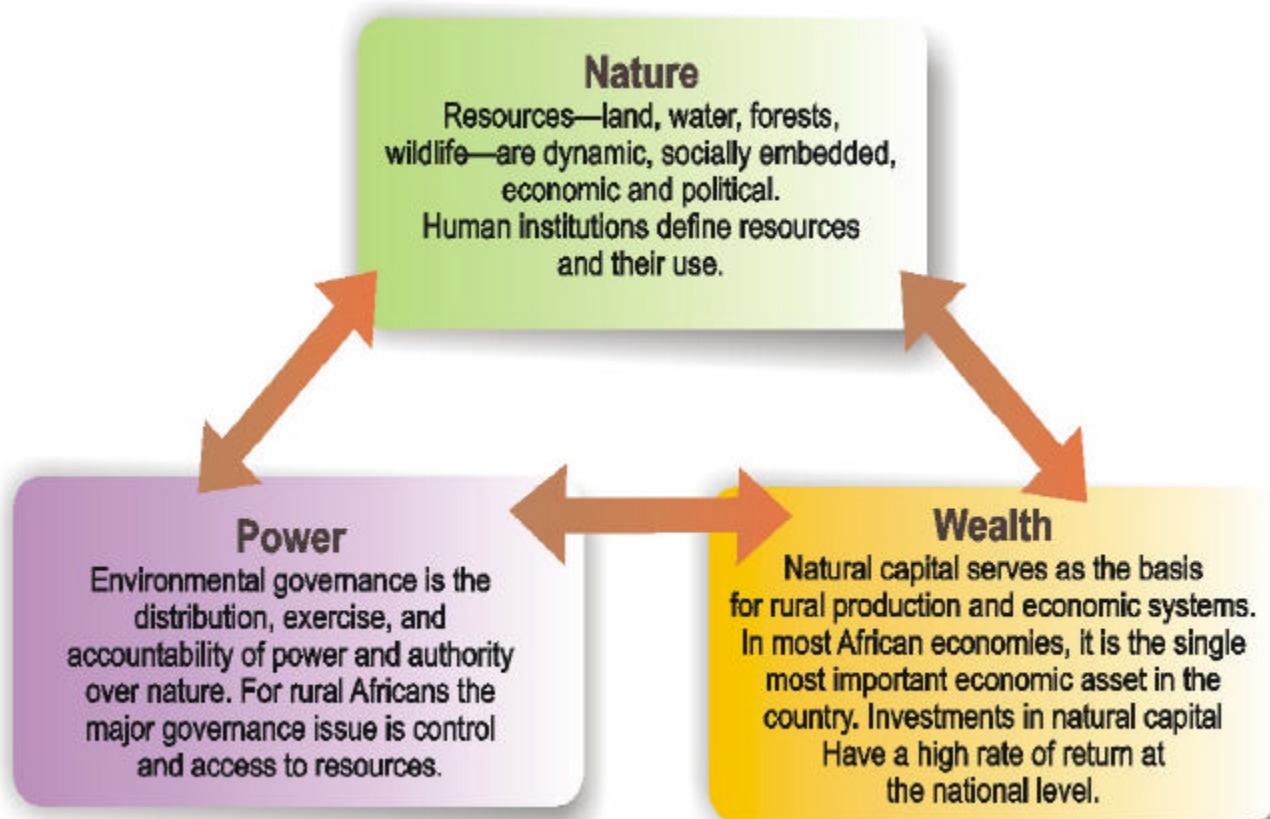 Nature
Resources—land, water, forests,
wildlife—are dynamic, socially embedded,
economic and political.
Human institutions define resources
and their use.
Power
Environmental governance is the
distribution, exercise, and
accountability of power and authority
over nature. For rural Africans the
major governance issue is control
and access to resources.
Wealth
Natural capital serves as the basis
for rural production and economic systems.
In most African economies, it is the single
most important economic asset in the
country. Investments in natural capital
Have a high rate of return at
the national level.